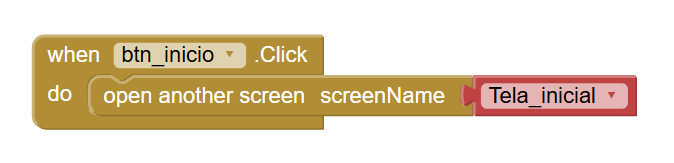 when btn_inicio .Click
do open another screen screenName Tela_inicial